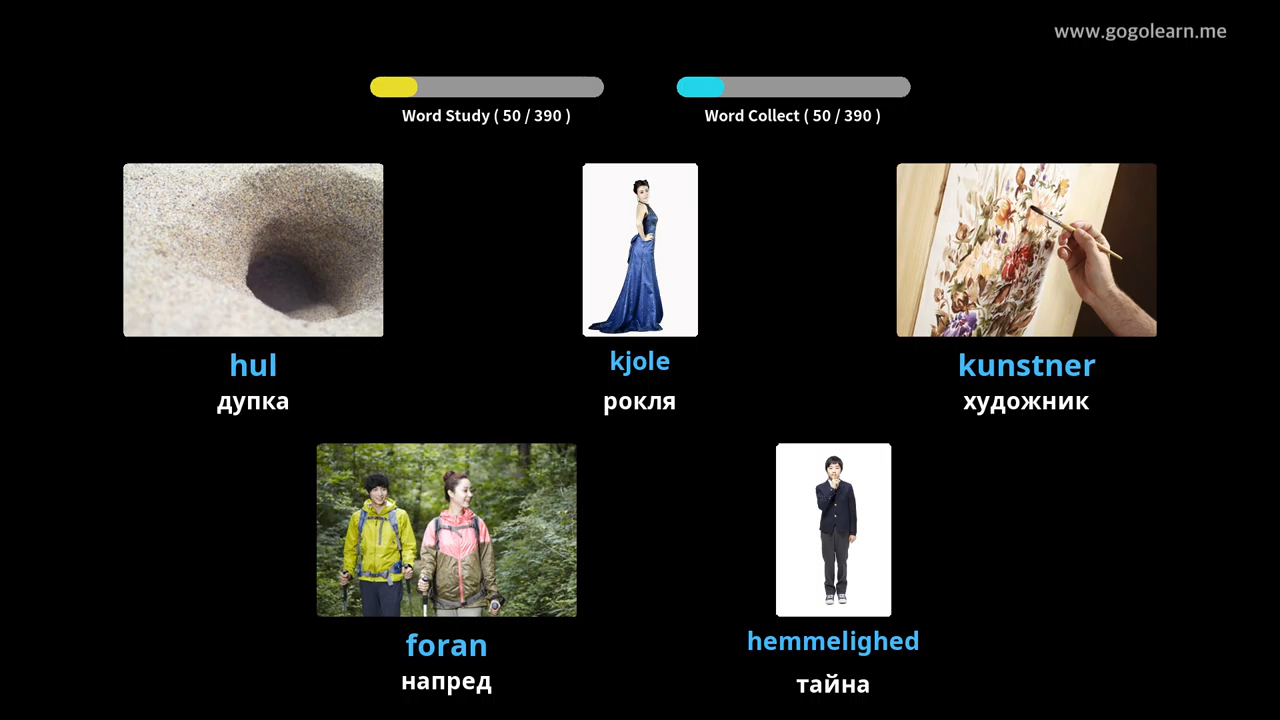 www.gogolearn.me
Word Study ( 50 / 390 )
Word Collect ( 50 / 390 )
hul
дупка
kjole
рокля
kunstner
художник
foran
напред
hemmelighed
тайна